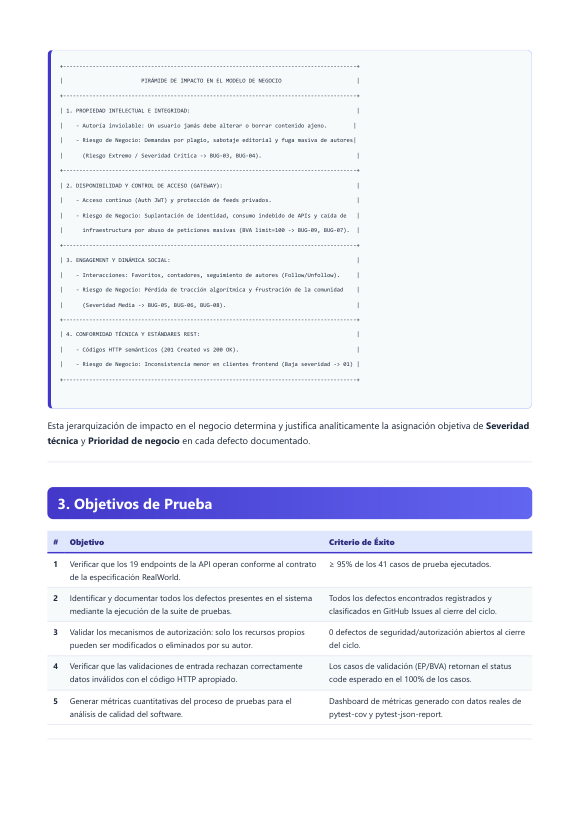 +------------------------------------------------------------------------------------------+
|                        PIRÁMIDE DE IMPACTO EN EL MODELO DE NEGOCIO                       |
+------------------------------------------------------------------------------------------+
| 1. PROPIEDAD INTELECTUAL E INTEGRIDAD:                                                   |
|    - Autoría inviolable: Un usuario jamás debe alterar o borrar contenido ajeno.        |
|    - Riesgo de Negocio: Demandas por plagio, sabotaje editorial y fuga masiva de autores|
|      (Riesgo Extremo / Severidad Crítica -> BUG-03, BUG-04).                             |
+------------------------------------------------------------------------------------------+
| 2. DISPONIBILIDAD Y CONTROL DE ACCESO (GATEWAY):                                         |
|    - Acceso continuo (Auth JWT) y protección de feeds privados.                          |
|    - Riesgo de Negocio: Suplantación de identidad, consumo indebido de APIs y caída de   |
|      infraestructura por abuso de peticiones masivas (BVA limit=100 -> BUG-09, BUG-07).  |
+------------------------------------------------------------------------------------------+
| 3. ENGAGEMENT Y DINÁMICA SOCIAL:                                                         |
|    - Interacciones: Favoritos, contadores, seguimiento de autores (Follow/Unfollow).     |
|    - Riesgo de Negocio: Pérdida de tracción algorítmica y frustración de la comunidad    |
|      (Severidad Media -> BUG-05, BUG-06, BUG-08).                                        |
+------------------------------------------------------------------------------------------+
| 4. CONFORMIDAD TÉCNICA Y ESTÁNDARES REST:                                                |
|    - Códigos HTTP semánticos (201 Created vs 200 OK).                                    |
|    - Riesgo de Negocio: Inconsistencia menor en clientes frontend (Baja severidad -> 01) |
+------------------------------------------------------------------------------------------+
Esta jerarquización de impacto en el negocio determina y justifica analíticamente la asignación objetiva de Severidad
técnica y Prioridad de negocio en cada defecto documentado.
3. Objetivos de Prueba
# Objetivo Criterio de Éxito
1 Verificar que los 19 endpoints de la API operan conforme al contrato ≥ 95% de los 41 casos de prueba ejecutados.
de la especificación RealWorld.
2 Identificar y documentar todos los defectos presentes en el sistema Todos los defectos encontrados registrados y
mediante la ejecución de la suite de pruebas. clasificados en GitHub Issues al cierre del ciclo.
3 Validar los mecanismos de autorización: solo los recursos propios 0 defectos de seguridad/autorización abiertos al cierre
pueden ser modificados o eliminados por su autor. del ciclo.
4 Verificar que las validaciones de entrada rechazan correctamente Los casos de validación (EP/BVA) retornan el status
datos inválidos con el código HTTP apropiado. code esperado en el 100% de los casos.
5 Generar métricas cuantitativas del proceso de pruebas para el Dashboard de métricas generado con datos reales de
análisis de calidad del software. pytest-cov y pytest-json-report.